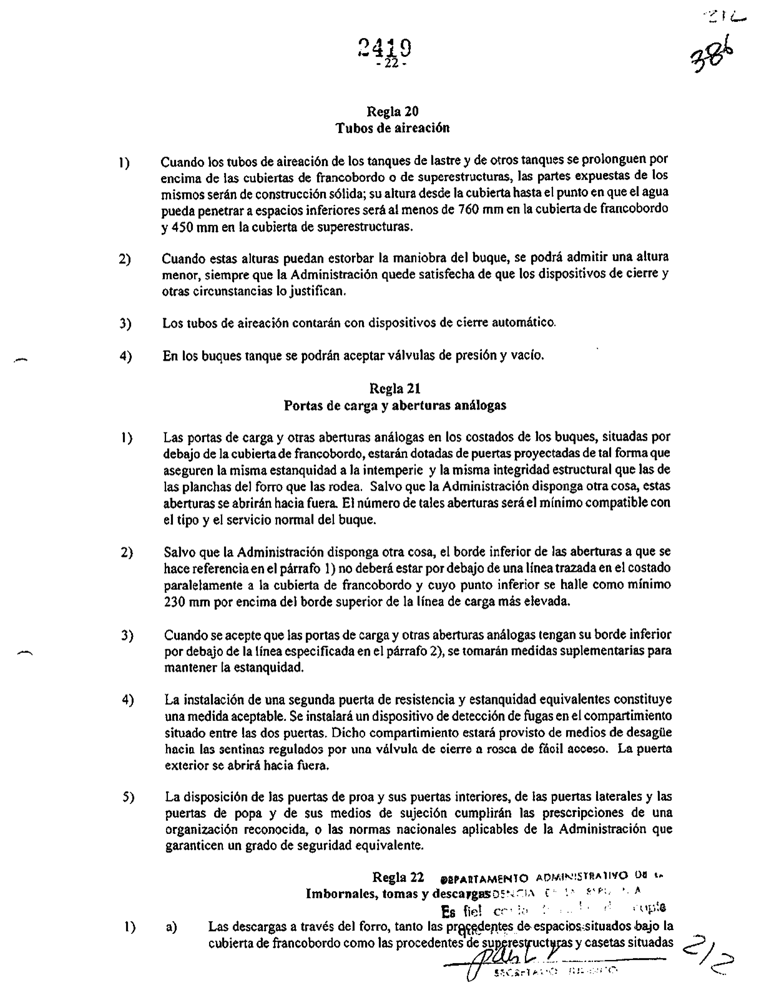 212
386
2419
- 22 -
Regla 20
Tubos de aireación
1) Cuando los tubos de aireación de los tanques de lastre y de otros tanques se prolonguen por
encima de las cubiertas de francobordo o de superestructuras, las partes expuestas de los
mismos serán de construcción sólida; su altura desde la cubierta hasta el punto en que el agua
pueda penetrar a espacios inferiores será al menos de 760 mm en la cubierta de francobordo
y 450 mm en la cubierta de superestructuras.
2) Cuando estas alturas puedan estorbar la maniobra del buque, se podrá admitir una altura
menor, siempre que la Administración quede satisfecha de que los dispositivos de cierre y
otras circunstancias lo justifican.
3) Los tubos de aireación contarán con dispositivos de cierre automático.
4) En los buques tanque se podrán aceptar válvulas de presión y vacío.
Regla 21
Portas de carga y aberturas análogas
1) Las portas de carga y otras aberturas análogas en los costados de los buques, situadas por
debajo de la cubierta de francobordo, estarán dotadas de puertas proyectadas de tal forma que
aseguren la misma estanquidad a la intemperie y la misma integridad estructural que las de
las planchas del forro que las rodea. Salvo que la Administración disponga otra cosa, estas
aberturas se abrirán hacia fuera. El número de tales aberturas será el mínimo compatible con
el tipo y el servicio normal del buque.
2) Salvo que la Administración disponga otra cosa, el borde inferior de las aberturas a que se
hace referencia en el párrafo 1) no deberá estar por debajo de una línea trazada en el costado
paralelamente a la cubierta de francobordo y cuyo punto inferior se halle como mínimo
230 mm por encima del borde superior de la línea de carga más elevada.
3) Cuando se acepte que las portas de carga y otras aberturas análogas tengan su borde inferior
por debajo de la línea especificada en el párrafo 2), se tomarán medidas suplementarias para
mantener la estanquidad.
4) La instalación de una segunda puerta de resistencia y estanquidad equivalentes constituye
una medida aceptable. Se instalará un dispositivo de detección de fugas en el compartimiento
situado entre las dos puertas. Dicho compartimiento estará provisto de medios de desagüe
hacia las sentinas regulados por una válvula de cierre a rosca de fácil acceso. La puerta
exterior se abrirá hacia fuera.
5) La disposición de las puertas de proa y sus puertas interiores, de las puertas laterales y las
puertas de popa y de sus medios de sujeción cumplirán las prescripciones de una
organización reconocida, o las normas nacionales aplicables de la Administración que
garanticen un grado de seguridad equivalente.
Regla 22 DEPARTAMENTO ADMINISTRATIVO DE
Imbornales, tomas y descargas
Es fiel
1) a) Las descargas a través del forro, tanto las procedentes de espacios situados bajo la
cubierta de francobordo como las procedentes de superestructuras y casetas situadas
212
SECRETARIO